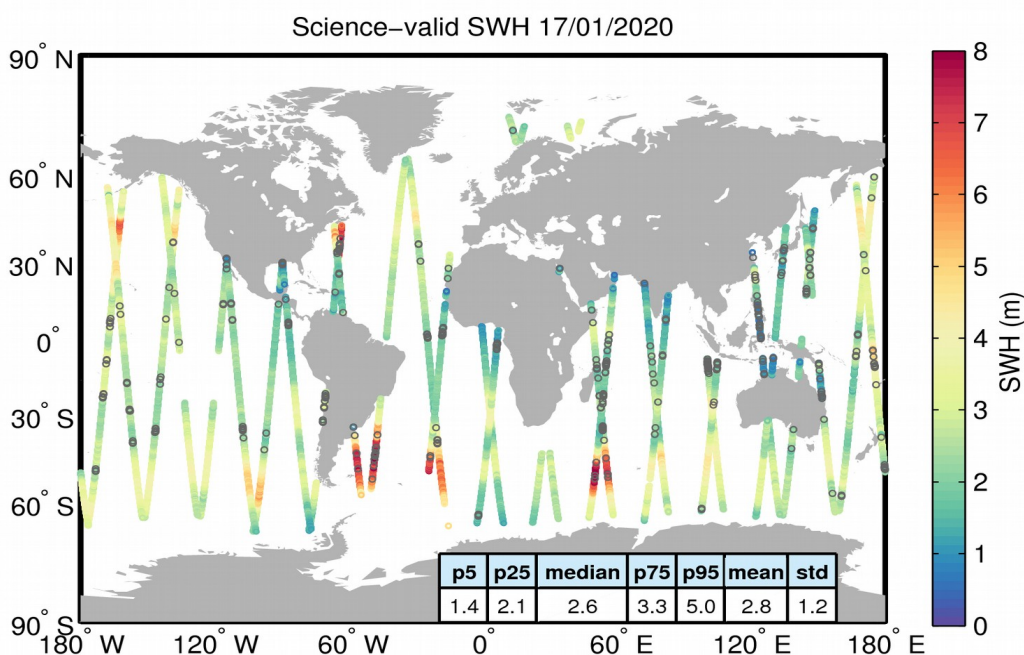 Science−valid SWH 17/01/2020
90° N
60° N
30° N
0°
30° S
60° S
90° S
180° W
120° W
60° W
0°
60° E
120° E
180° E
p5 p25 median p75 p95 mean std
1.4 2.1 2.6 3.3 5.0 2.8 1.2
8
7
6
5
4
3
2
1
0
SWH (m)